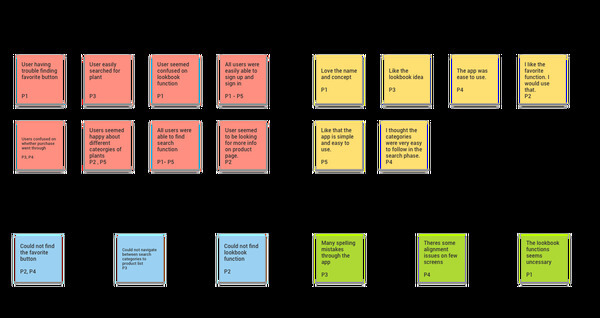 User having
trouble finding
favorite button
P1
User easily
searched for
plant
P3
User seemed
confused on
lookbook
function
P1
All users were
easily able to
sign up and
sign in
P1 - P5
Love the name
and concept
P1
Like the
lookbook idea
P3
The app was
ease to use.
P4
I like the
favorite
function. I
would use
that.
P2
Users confused on
whether purchase
went through
P3, P4
Users seemed
happy about
different
cateorgies of
plants
P2 , P5
All users were
able to find
search
function
P1- P5
User seemed
to be looking
for more info
on product
page.
P2
Like that the
app is simple
and easy to
use.
P5
I thought the
categories
were very easy
to follow in the
search phase.
P4
Could not find
the favorite
button
P2, P4
Could not navigate
between search
categories to
product list
P3
Could not find
lookbook
function
P2
Many spelling
mistakes
through the
app
P3
Theres some
alignment
issues on few
screens
P4
The lookbook
functions
seems
uncessary
P1